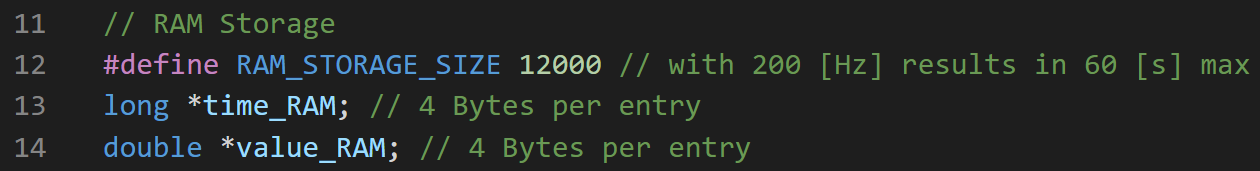 11 // RAM Storage
12 #define RAM_STORAGE_SIZE 12000 // with 200 [Hz] results in 60 [s] max
13 long *time_RAM; // 4 Bytes per entry
14 double *value_RAM; // 4 Bytes per entry